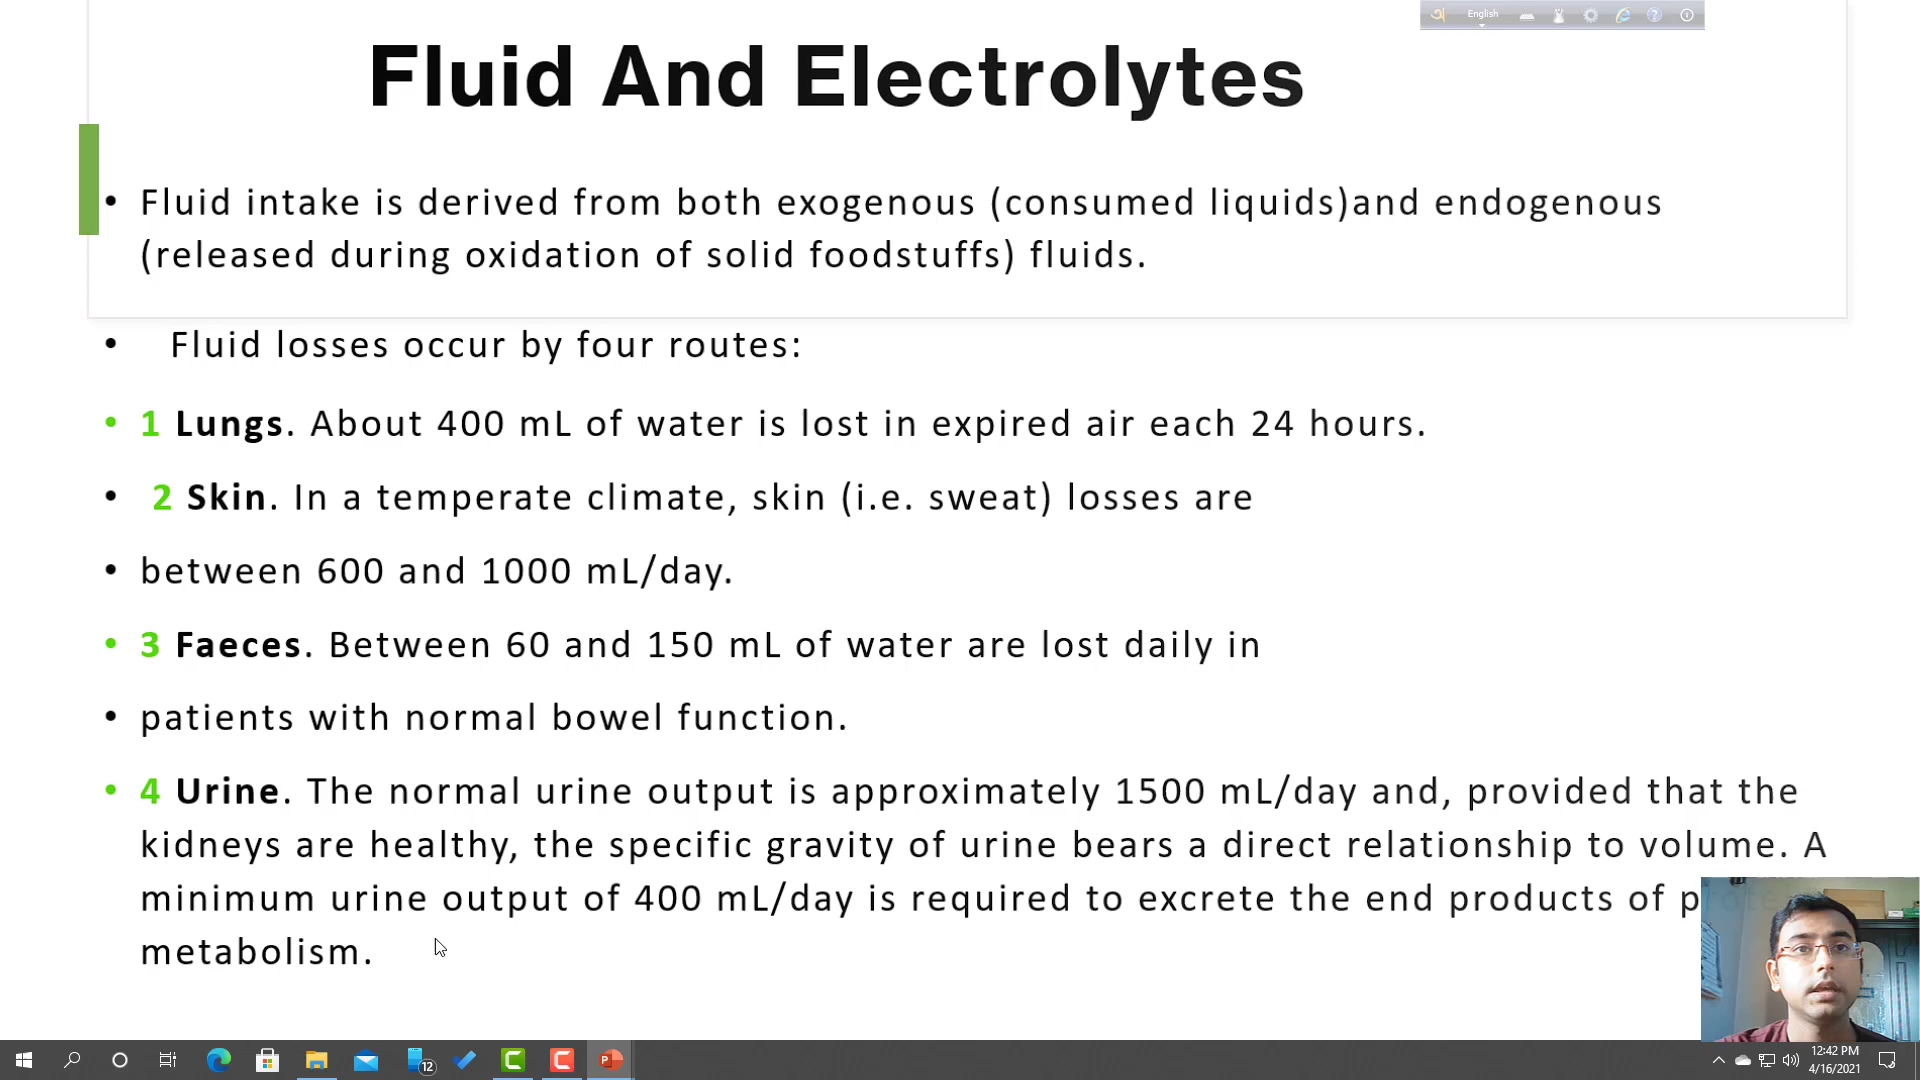 English
Fluid And Electrolytes
• Fluid intake is derived from both exogenous (consumed liquids)and endogenous
(released during oxidation of solid foodstuffs) fluids.
• Fluid losses occur by four routes:
• 1 Lungs. About 400 mL of water is lost in expired air each 24 hours.
• 2 Skin. In a temperate climate, skin (i.e. sweat) losses are
• between 600 and 1000 mL/day.
• 3 Faeces. Between 60 and 150 mL of water are lost daily in
• patients with normal bowel function.
• 4 Urine. The normal urine output is approximately 1500 mL/day and, provided that the
kidneys are healthy, the specific gravity of urine bears a direct relationship to volume. A
minimum urine output of 400 mL/day is required to excrete the end products of
metabolism.
12
12:42 PM
4/16/2021